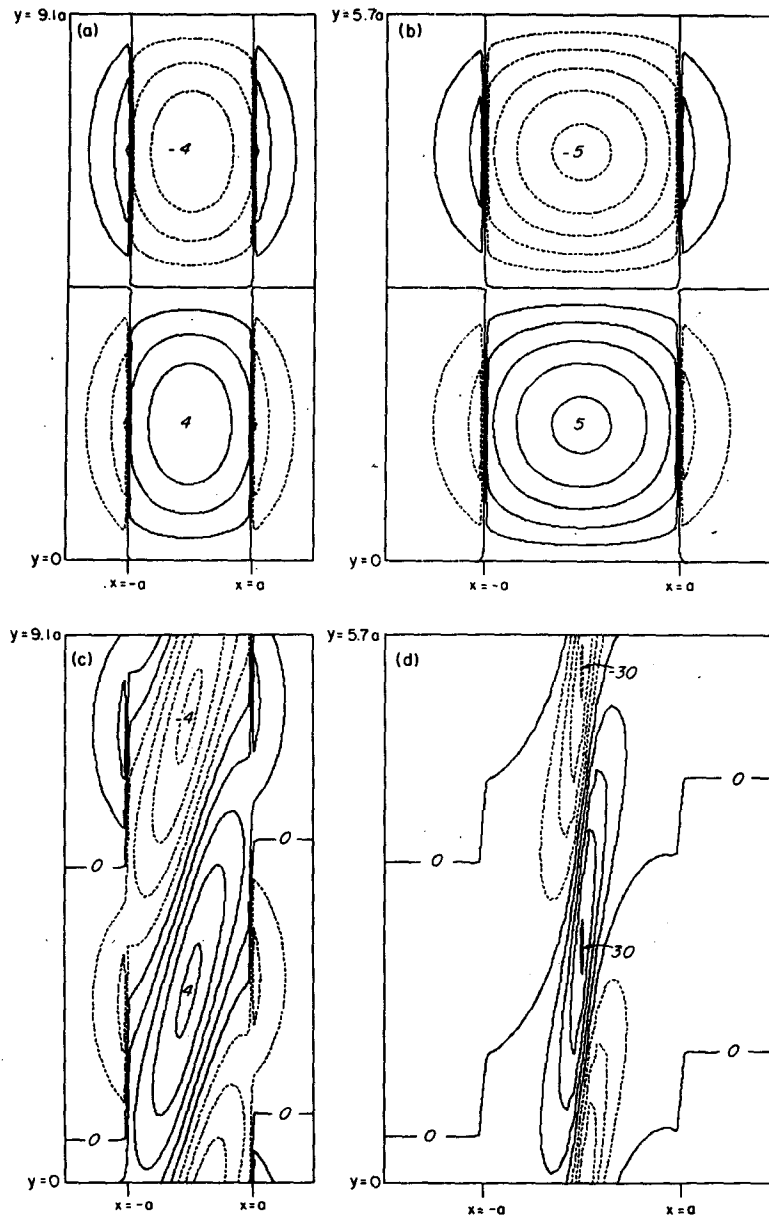 y= 9.1a
(a)
-4
4
y=0
x=-a
x=a
y=5.7a
(b)
-5
5
y=0
x=-a
x=a
y=9.1a
(c)
-4
0
0
4
0
0
y=0
x=-a
x=a
y=5.7a
(d)
-30
0
0
30
0
0
y=0
x=-a
x=a